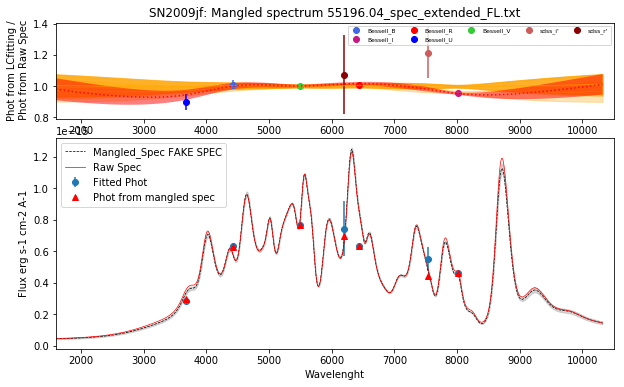 SN2009jf: Mangled spectrum 55196.04_spec_extended_FL.txt
Phot from LCfitting /
Phot from Raw Spec
1.4
1.2
1.0
0.8
Bessell_B
Bessell_I
Bessell_R
Bessell_U
Bessell_V
sdss_i'
sdss_r'
2000 3000 4000 5000 6000 7000 8000 9000 10000
Flux erg s-1 cm-2 A-1
1.2
1.0
0.8
0.6
0.4
0.2
0.0
Mangled_Spec FAKE SPEC
Raw Spec
Fitted Phot
Phot from mangled spec
2000 3000 4000 5000 6000 7000 8000 9000 10000
Wavelenght